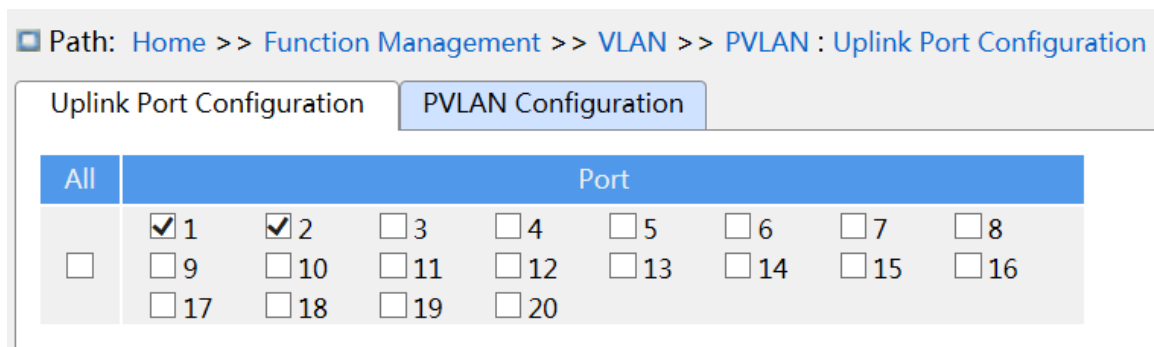 Path: Home >> Function Management >> VLAN >> PVLAN : Uplink Port Configuration
Uplink Port Configuration PVLAN Configuration
All Port
1 2 3 4 5 6 7 8
9 10 11 12 13 14 15 16
17 18 19 20